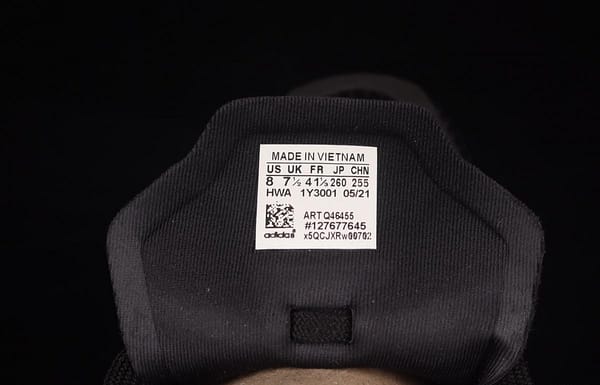 MADE IN VIETNAM
US UK FR JP CHN
8 7½ 41⅓ 260 255
HWA 1Y3001 05/21
ART Q46455
#127677645
adidas x5QCJXRw00702